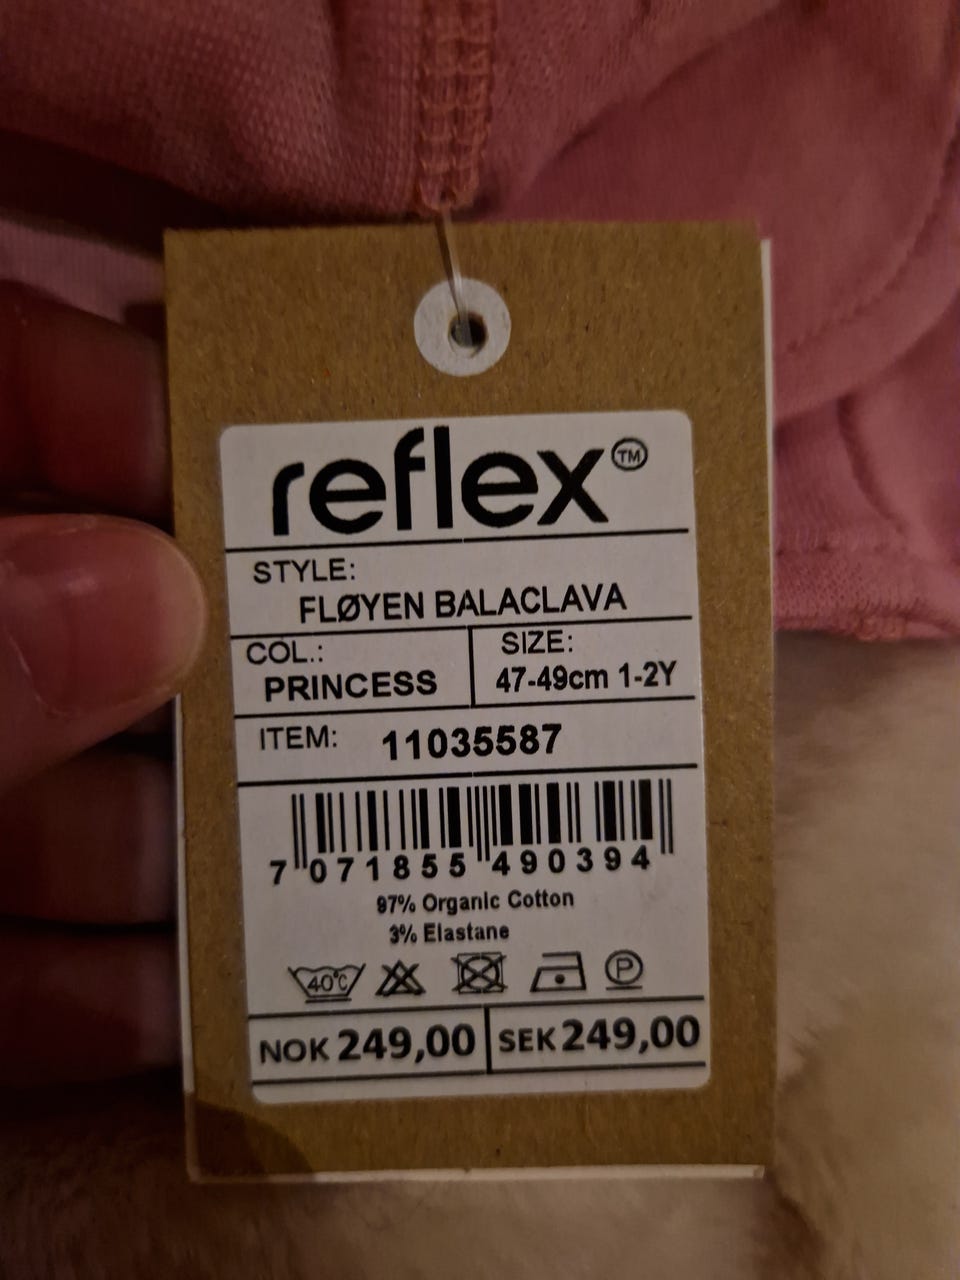 reflex™
STYLE:
FLØYEN BALACLAVA
COL.:
PRINCESS
SIZE:
47-49cm 1-2Y
ITEM: 11035587
7 071855 490394
97% Organic Cotton
3% Elastane
40°C P
NOK 249,00 SEK 249,00